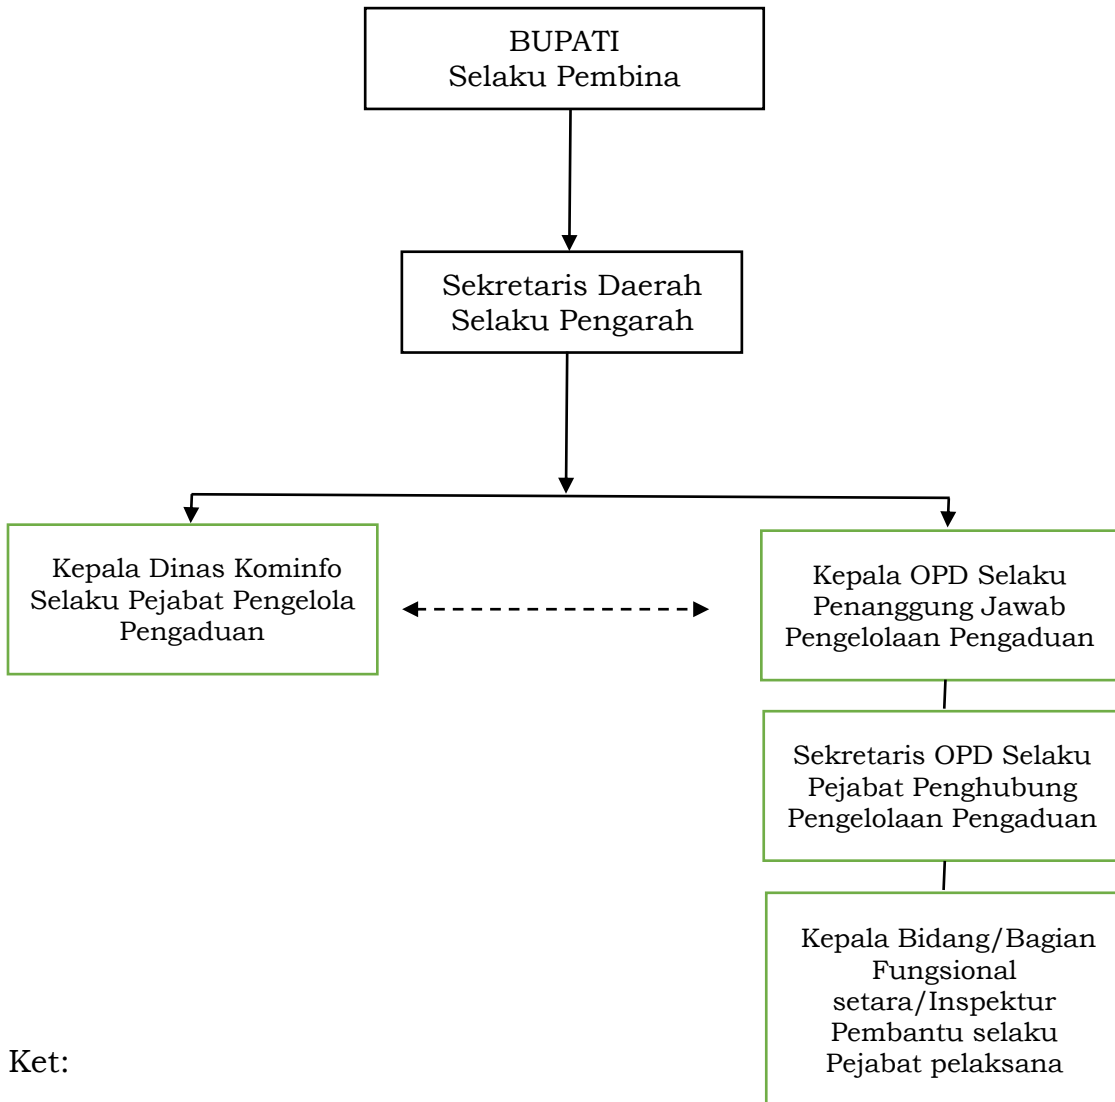 BUPATI
Selaku Pembina
Sekretaris Daerah
Selaku Pengarah
Kepala Dinas Kominfo
Selaku Pejabat Pengelola
Pengaduan
Kepala OPD Selaku
Penanggung Jawab
Pengelolaan Pengaduan
Sekretaris OPD Selaku
Pejabat Penghubung
Pengelolaan Pengaduan
Kepala Bidang/Bagian
Fungsional
setara/Inspektur
Pembantu selaku
Pejabat pelaksana
Ket: